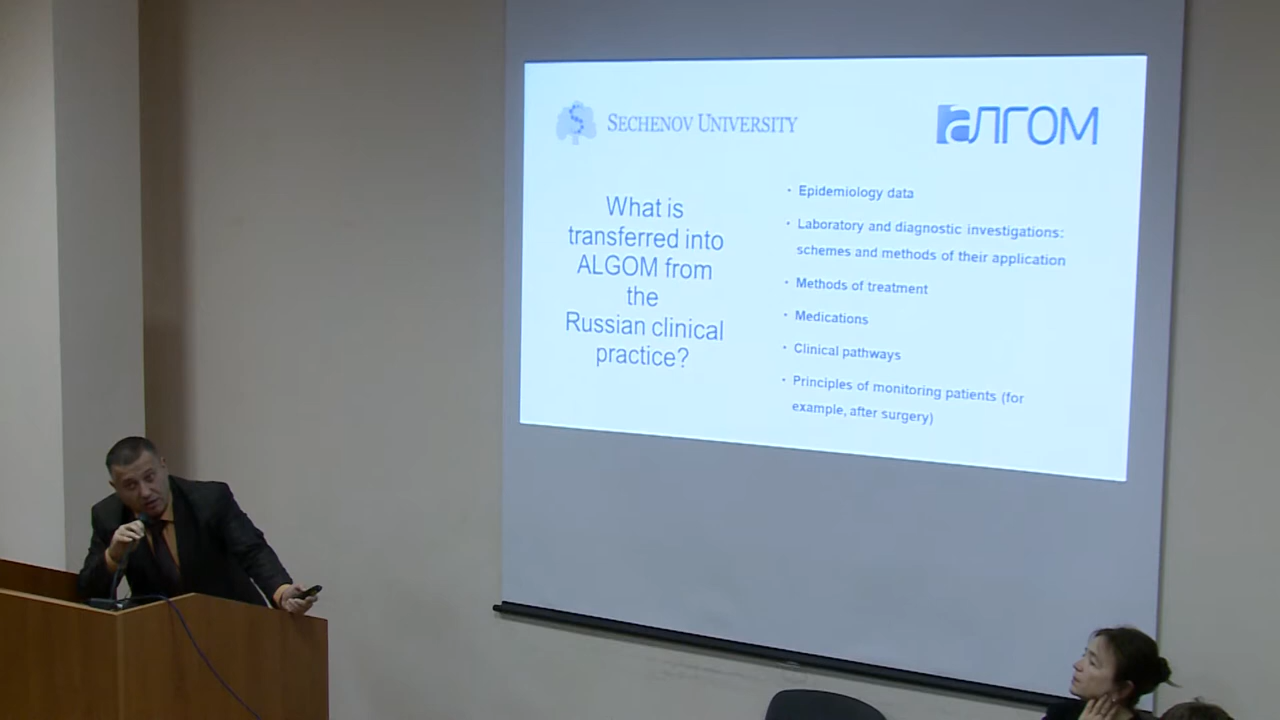 SECHENOV UNIVERSITY
алгом
What is
transferred into
ALGOM from
the
Russian clinical
practice?
· Epidemiology data
· Laboratory and diagnostic investigations:
schemes and methods of their application
· Methods of treatment
· Medications
· Clinical pathways
· Principles of monitoring patients (for
example, after surgery)